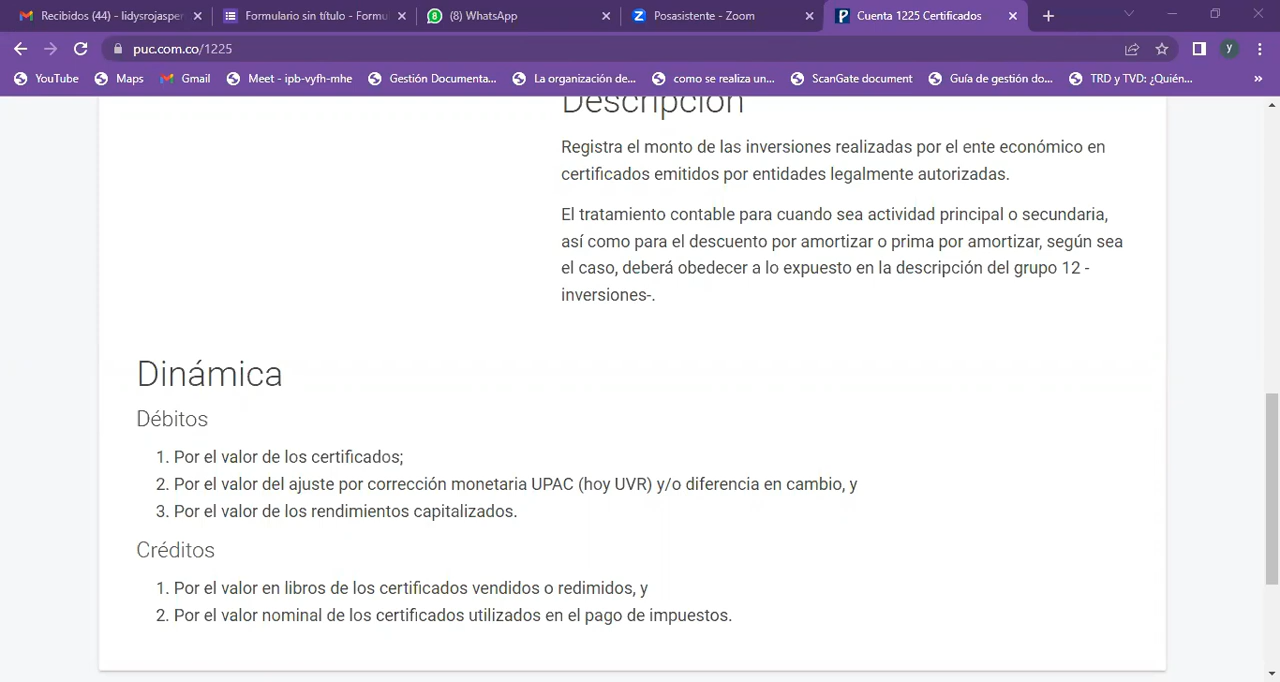 Recibidos (44) - lidysrojasper
Formulario sin título - Formu
(8) WhatsApp
Posasistente - Zoom
Cuenta 1225 Certificados
puc.com.co/1225
y
YouTube
Maps
Gmail
Meet - ipb-vyfh-mhe
Gestión Documenta...
La organización de...
como se realiza un...
ScanGate document
Guía de gestión do...
TRD y TVD: ¿Quién...
»
Descripción
Registra el monto de las inversiones realizadas por el ente económico en
certificados emitidos por entidades legalmente autorizadas.
El tratamiento contable para cuando sea actividad principal o secundaria,
así como para el descuento por amortizar o prima por amortizar, según sea
el caso, deberá obedecer a lo expuesto en la descripción del grupo 12 -
inversiones-.
Dinámica
Débitos
1. Por el valor de los certificados;
2. Por el valor del ajuste por corrección monetaria UPAC (hoy UVR) y/o diferencia en cambio, y
3. Por el valor de los rendimientos capitalizados.
Créditos
1. Por el valor en libros de los certificados vendidos o redimidos, y
2. Por el valor nominal de los certificados utilizados en el pago de impuestos.